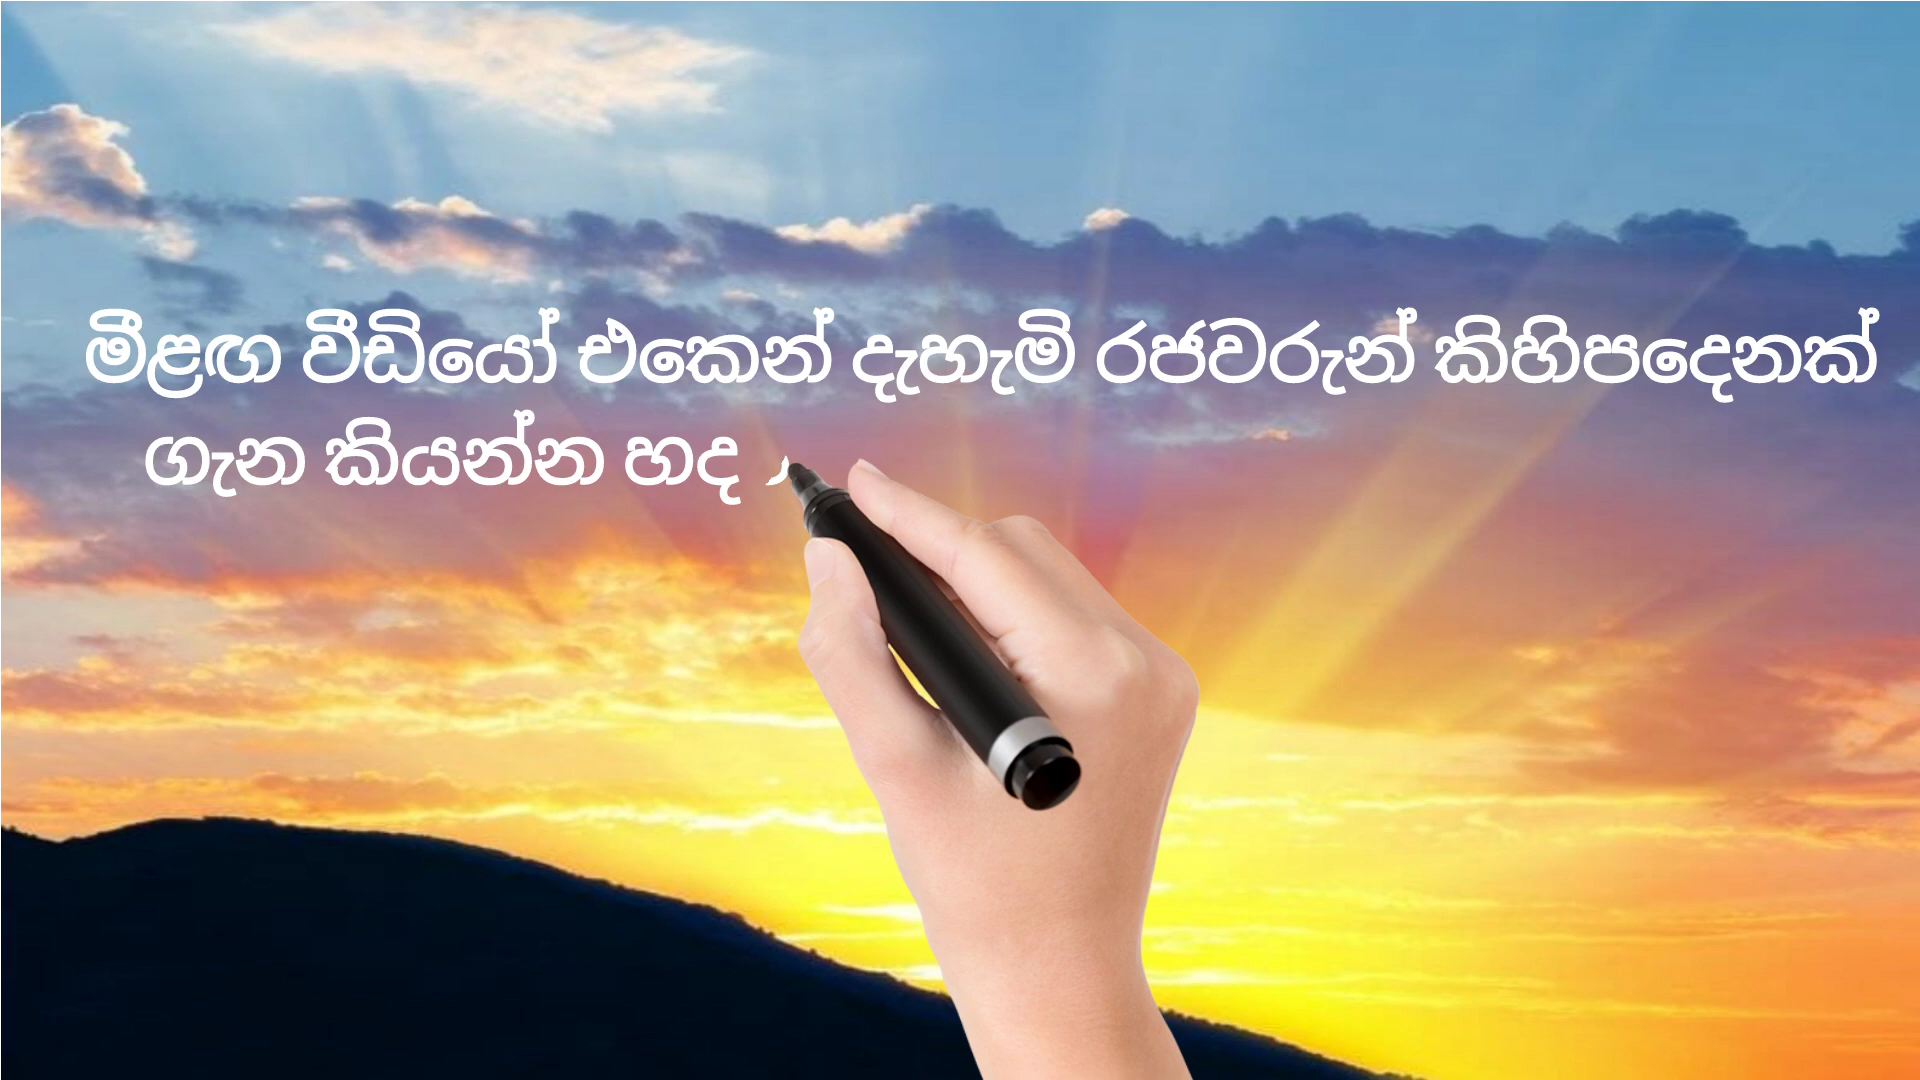 මීළඟ වීඩියෝ එකෙන් දැහැමි රජවරුන් කිහිපදෙනක්
ගැන කියන්න හද